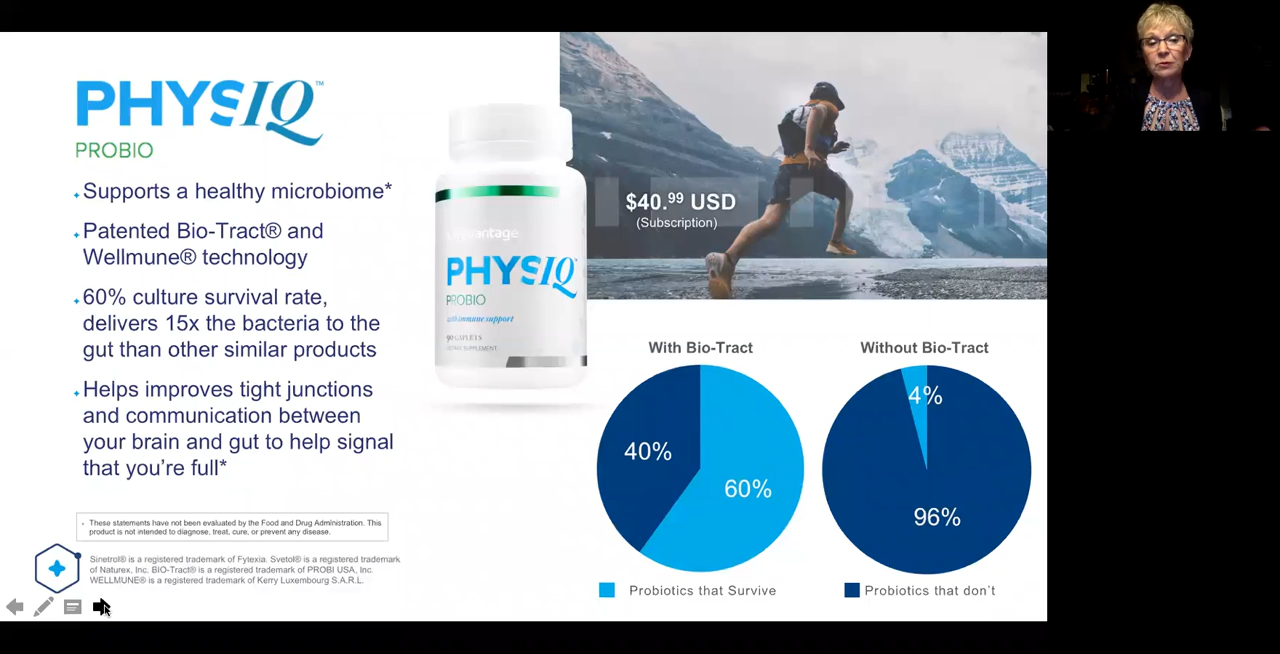 PHYSIQ™
PROBIO
Supports a healthy microbiome*
Patented Bio-Tract® and
Wellmune® technology
60% culture survival rate,
delivers 15x the bacteria to the
gut than other similar products
Helps improves tight junctions
and communication between
your brain and gut to help signal
that you're full*
These statements have not been evaluated by the Food and Drug Administration. This
product is not intended to diagnose, treat, cure, or prevent any disease.
Sinetrol® is a registered trademark of Fytexia. Svetol® is a registered trademark
of Naturex, Inc. BIO-Tract® is a registered trademark of PROBI USA, Inc.
WELLMUNE® is a registered trademark of Kerry Luxembourg S.A.R.L.
PHYSIQ™
PROBIO
with immune support
90 CAPLETS
DIETARY SUPPLEMENT
$40.99 USD
(Subscription)
With Bio-Tract
40%
60%
Without Bio-Tract
4%
96%
Probiotics that Survive
Probiotics that don't